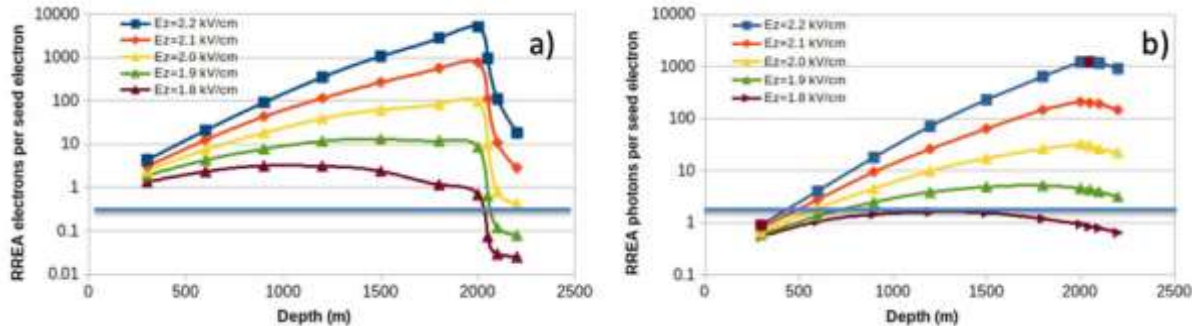 RREA electrons per seed electron
10000
1000
100
10
1
0.1
0.01
Ez=2.2 kV/cm
Ez=2.1 kV/cm
Ez=2.0 kV/cm
Ez=1.9 kV/cm
Ez=1.8 kV/cm
a)
0 500 1000 1500 2000 2500
Depth (m)
RREA photons per seed electron
10000
1000
100
10
1
0.1
Ez=2.2 kV/cm
Ez=2.1 kV/cm
Ez=2.0 kV/cm
Ez=1.9 kV/cm
Ez=1.8 kV/cm
b)
0 500 1000 1500 2000 2500
Depth (m)